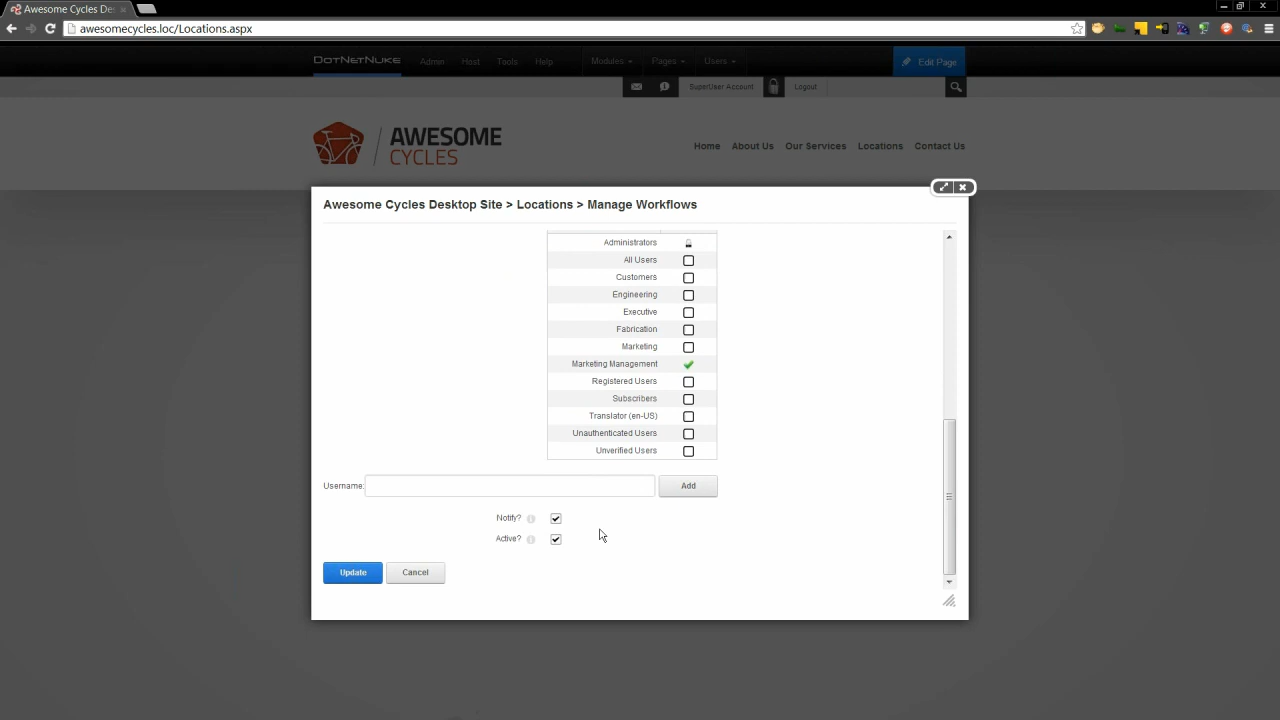 Awesome Cycles De
awesomecycles.loc/Locations.aspx
DOTNETNUKE Admin Host Tools Help Modules Pages Users Edit Page
SuperUser Account Logout
AWESOME
CYCLES
Home About Us Our Services Locations Contact Us
Awesome Cycles Desktop Site > Locations > Manage Workflows
Administrators
All Users
Customers
Engineering
Executive
Fabrication
Marketing
Marketing Management
Registered Users
Subscribers
Translator (en-US)
Unauthenticated Users
Unverified Users
Username: Add
Notify?
Active?
Update Cancel